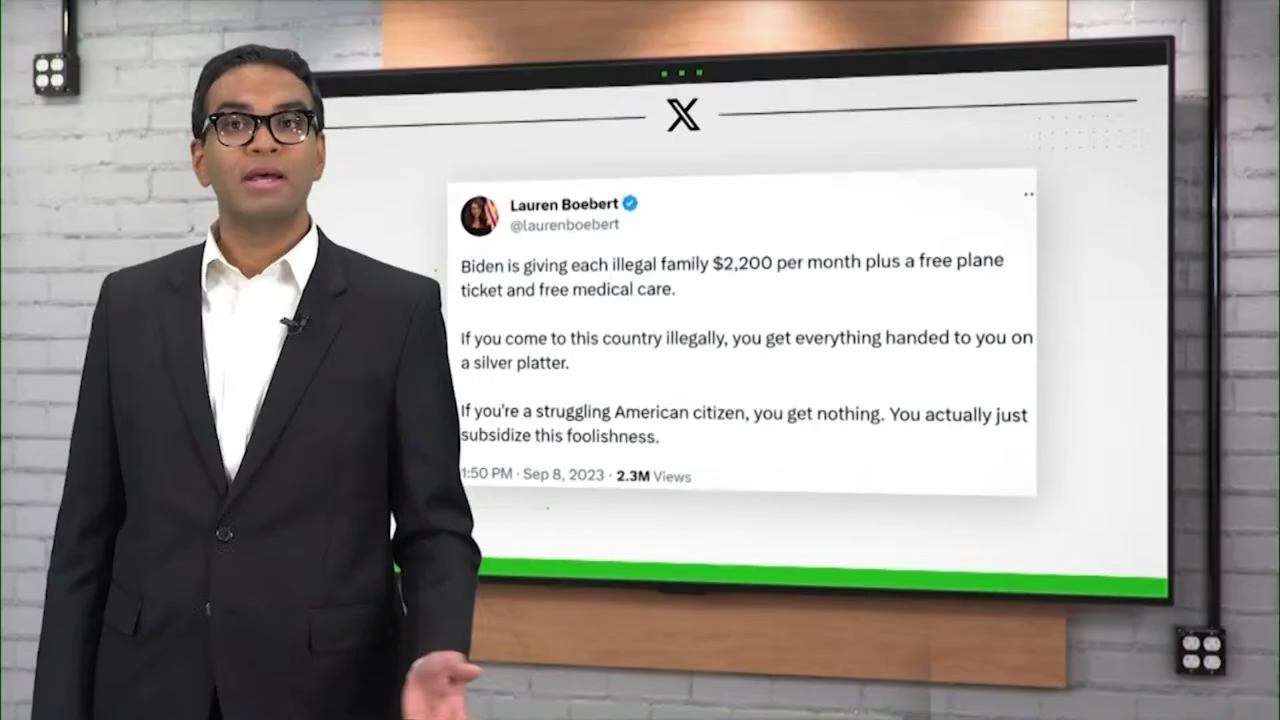 X
Lauren Boebert
@laurenboebert
Biden is giving each illegal family $2,200 per month plus a free plane
ticket and free medical care.
If you come to this country illegally, you get everything handed to you on
a silver platter.
If you're a struggling American citizen, you get nothing. You actually just
subsidize this foolishness.
1:50 PM · Sep 8, 2023 · 2.3M Views